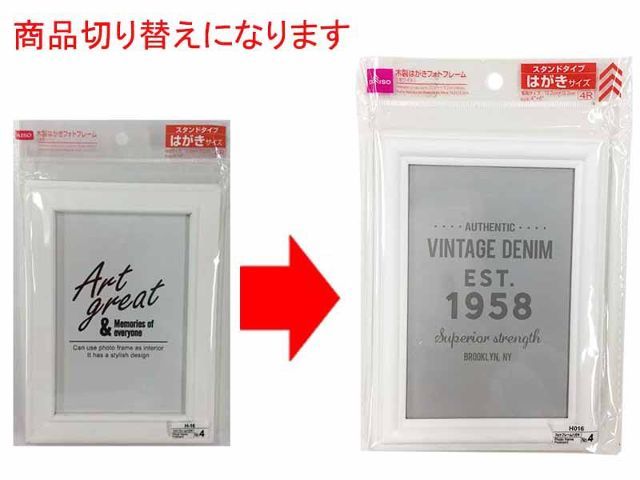 商品切り替えになります
木製はがきフォトフレーム
スタンドタイプ
はがきサイズ
Art
great
& Memories of
everyone
Can use photo frame as interior
It has a stylish design
H-16
No.4
DAISO
木製はがきフォトフレーム
スタンドタイプ
はがきサイズ
4R
AUTHENTIC
VINTAGE DENIM
EST.
1958
Superior strength
BROOKLYN, NY
H016
No.4